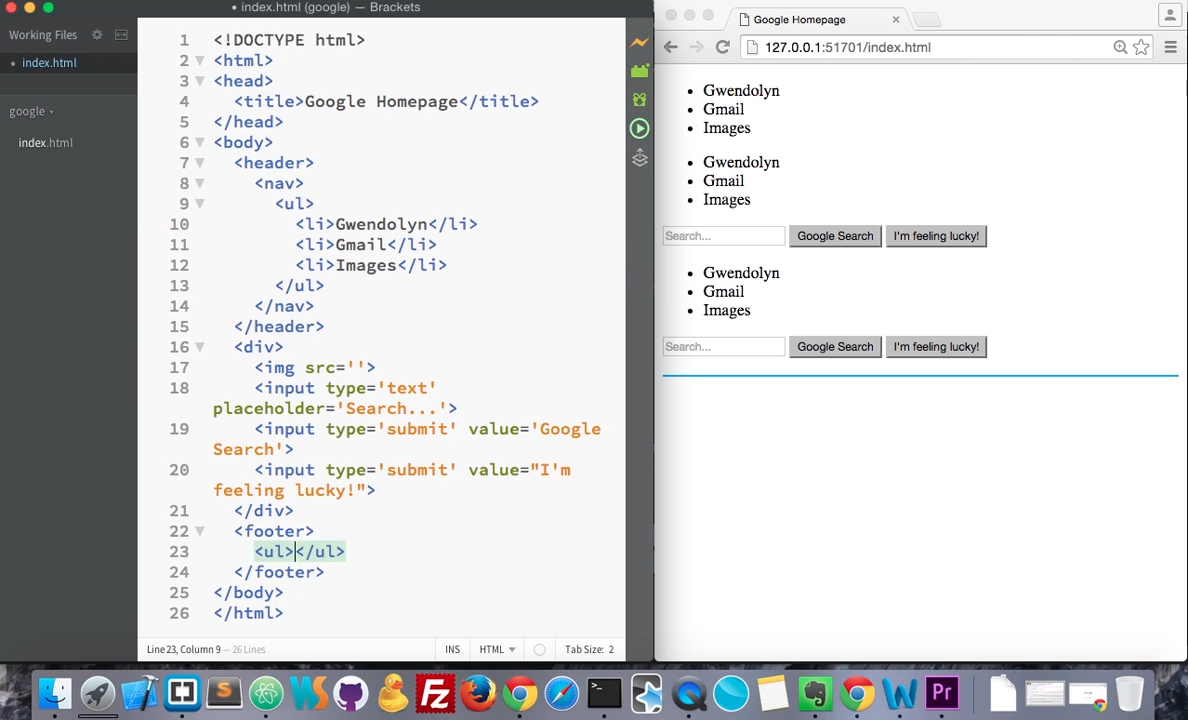 index.html (google) — Brackets
Working Files
index.html
google
index.html
1 <!DOCTYPE html>
2 <html>
3 <head>
4 <title>Google Homepage</title>
5 </head>
6 <body>
7 <header>
8 <nav>
9 <ul>
10 <li>Gwendolyn</li>
11 <li>Gmail</li>
12 <li>Images</li>
13 </ul>
14 </nav>
15 </header>
16 <div>
17 <img src=''>
18 <input type='text'
placeholder='Search...'>
19 <input type='submit' value='Google
Search'>
20 <input type='submit' value="I'm
feeling lucky!">
21 </div>
22 <footer>
23 <ul></ul>
24 </footer>
25 </body>
26 </html>
Line 23, Column 9 — 26 Lines
INS HTML Tab Size: 2
Google Homepage
127.0.0.1:51701/index.html
• Gwendolyn
• Gmail
• Images
• Gwendolyn
• Gmail
• Images
Search... Google Search I'm feeling lucky!
• Gwendolyn
• Gmail
• Images
Search... Google Search I'm feeling lucky!
S WS Fz >_ W Pr